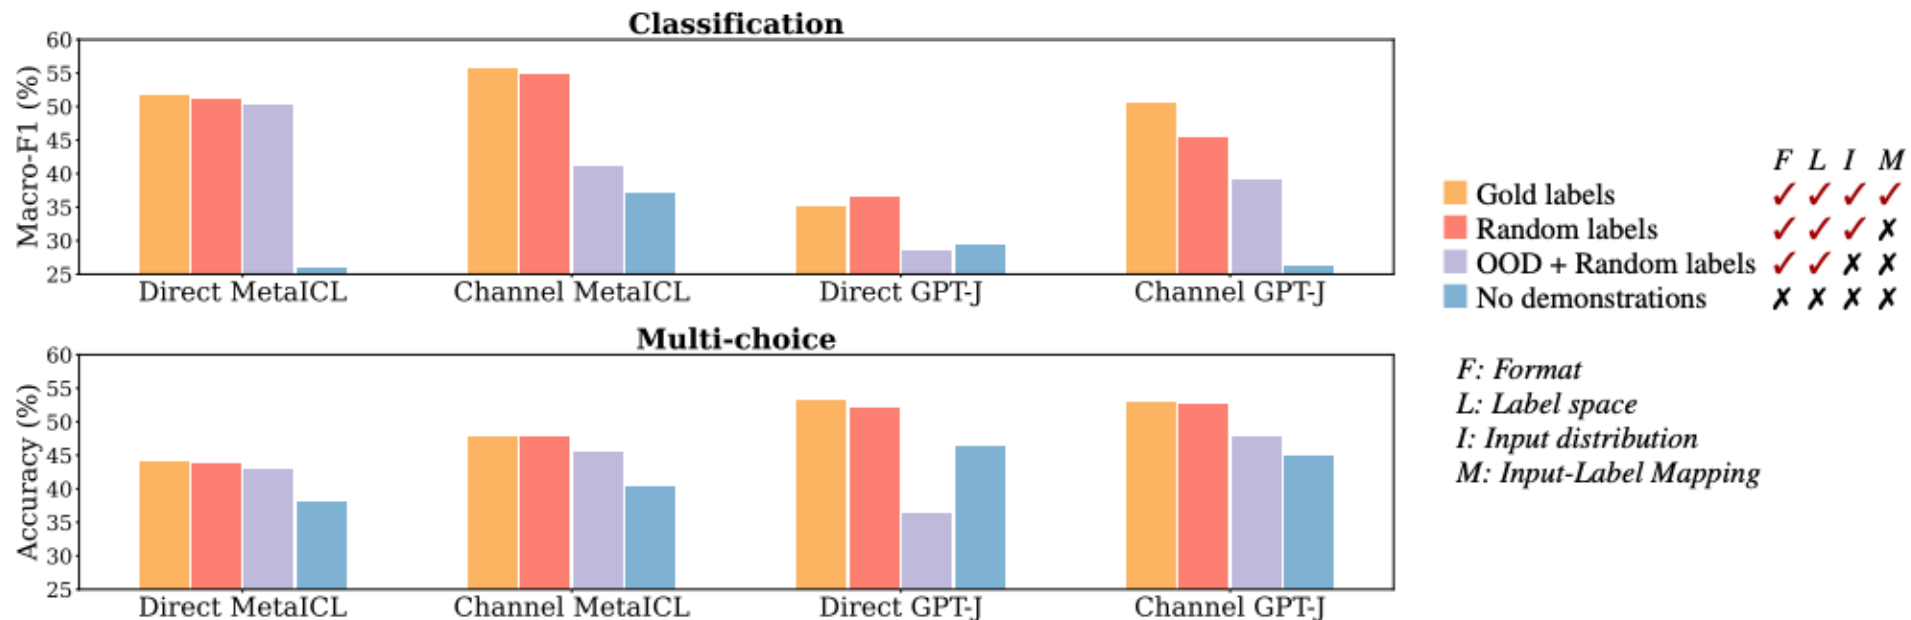 Classification
Macro-F1 (%)
60
55
50
45
40
35
30
25
Direct MetaICL Channel MetaICL Direct GPT-J Channel GPT-J
F L I M
Gold labels ✓ ✓ ✓ ✓
Random labels ✓ ✓ ✓ ✗
OOD + Random labels ✓ ✓ ✗ ✗
No demonstrations ✗ ✗ ✗ ✗
Multi-choice
Accuracy (%)
60
55
50
45
40
35
30
25
Direct MetaICL Channel MetaICL Direct GPT-J Channel GPT-J
F: Format
L: Label space
I: Input distribution
M: Input-Label Mapping